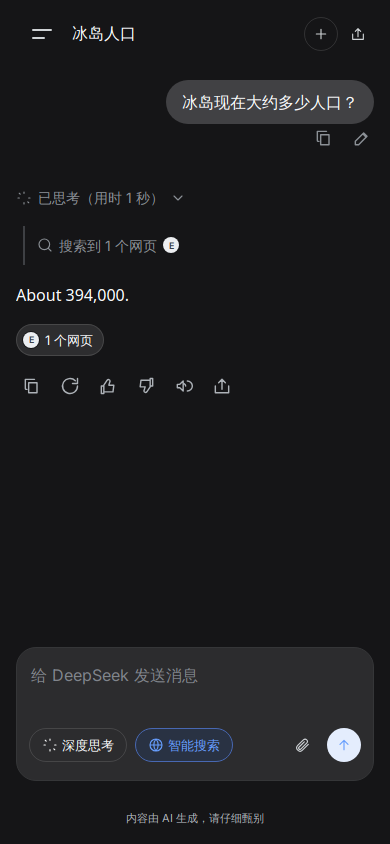 冰岛人口
冰岛现在大约多少人口？
已思考（用时 1 秒）
搜索到 1 个网页 E
About 394,000.
E 1 个网页
给 DeepSeek 发送消息
深度思考 智能搜索
内容由 AI 生成，请仔细甄别